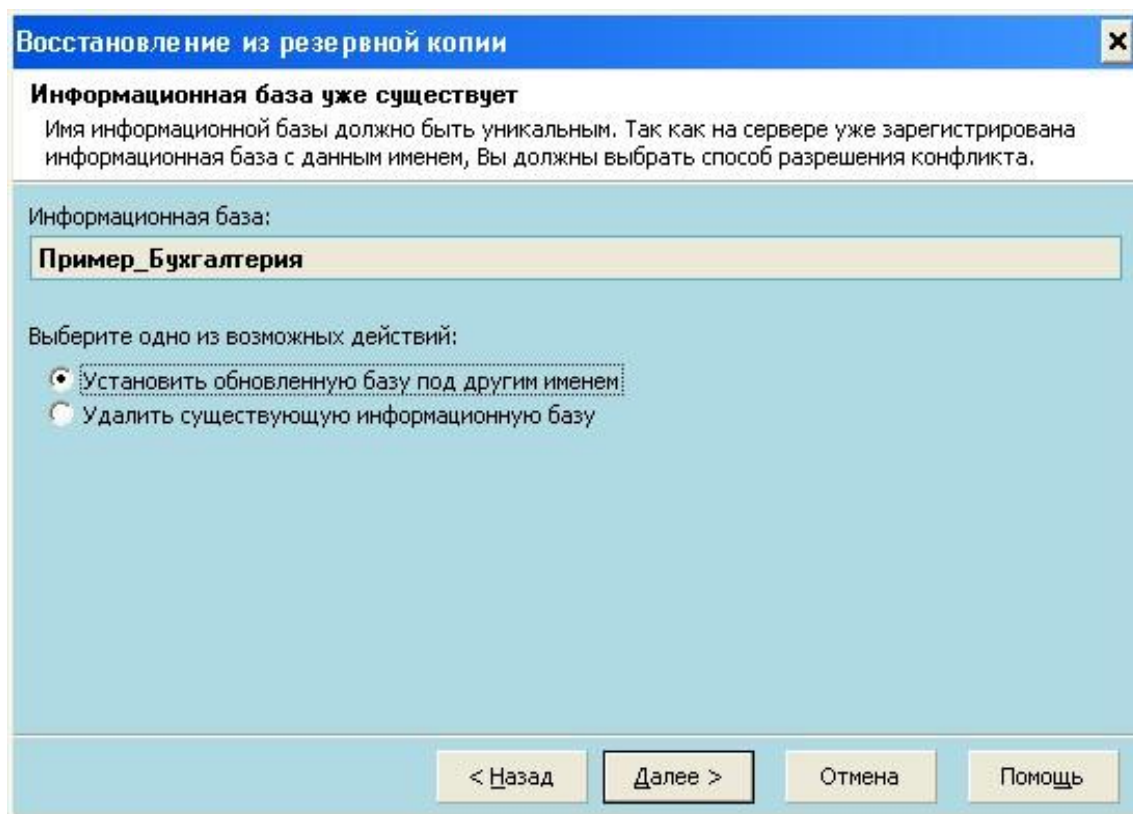 Восстановление из резервной копии
Информационная база уже существует
Имя информационной базы должно быть уникальным. Так как на сервере уже зарегистрирована
информационная база с данным именем, Вы должны выбрать способ разрешения конфликта.
Информационная база:
Пример_Бухгалтерия
Выберите одно из возможных действий:
Установить обновленную базу под другим именем
Удалить существующую информационную базу
< Назад Далее > Отмена Помощь